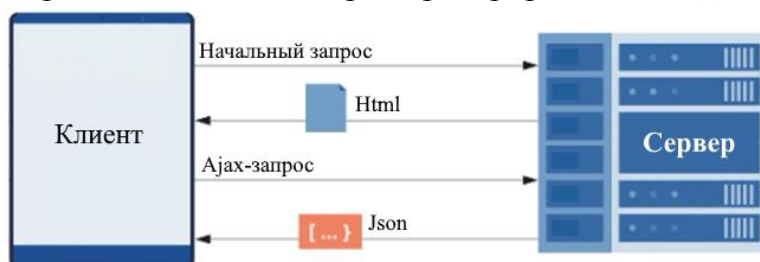 Начальный запрос
Html
Клиент
Сервер
Ajax-запрос
Json
{ ... }